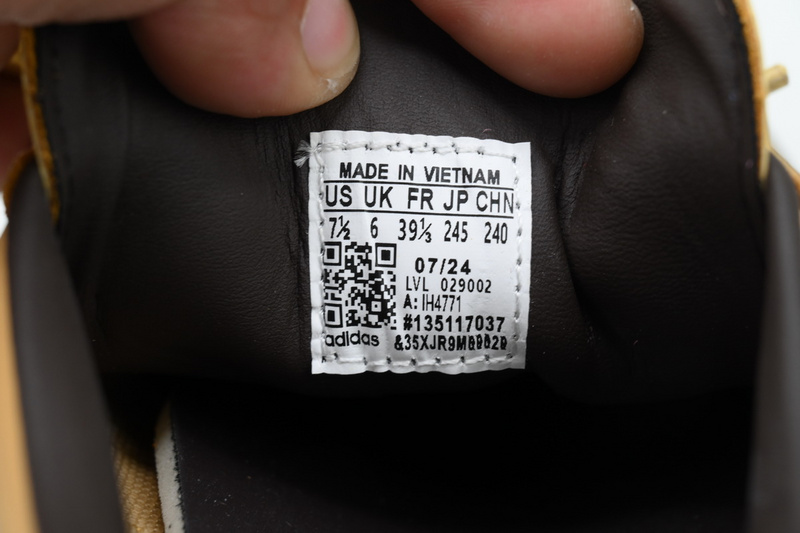 MADE IN VIETNAM
US UK FR JP CHN
7½ 6 39⅓ 245 240
07/24
LVL 029002
A: IH4771
#135117037
adidas